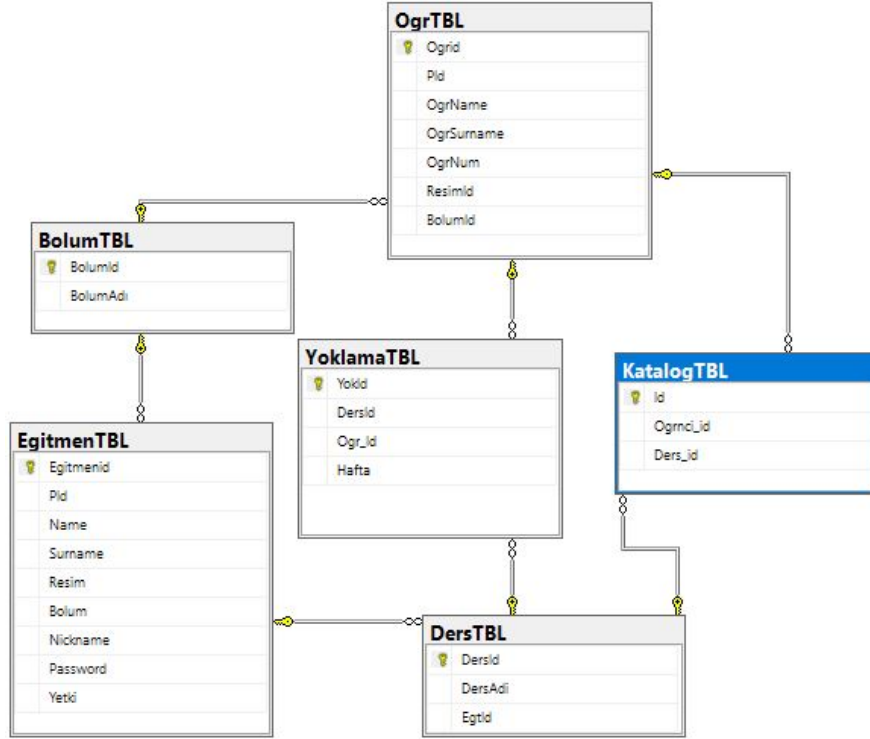 OgrTBL
Ogrid
PId
OgrName
OgrSurname
OgrNum
ResimId
BolumId
BolumTBL
BolumId
BolumAdı
YoklamaTBL
YokId
DersId
Ogr_Id
Hafta
KatalogTBL
Id
Ogrnci_id
Ders_id
EgitmenTBL
Egitmenid
PId
Name
Surname
Resim
Bolum
Nickname
Password
Yetki
DersTBL
DersId
DersAdi
EgtId